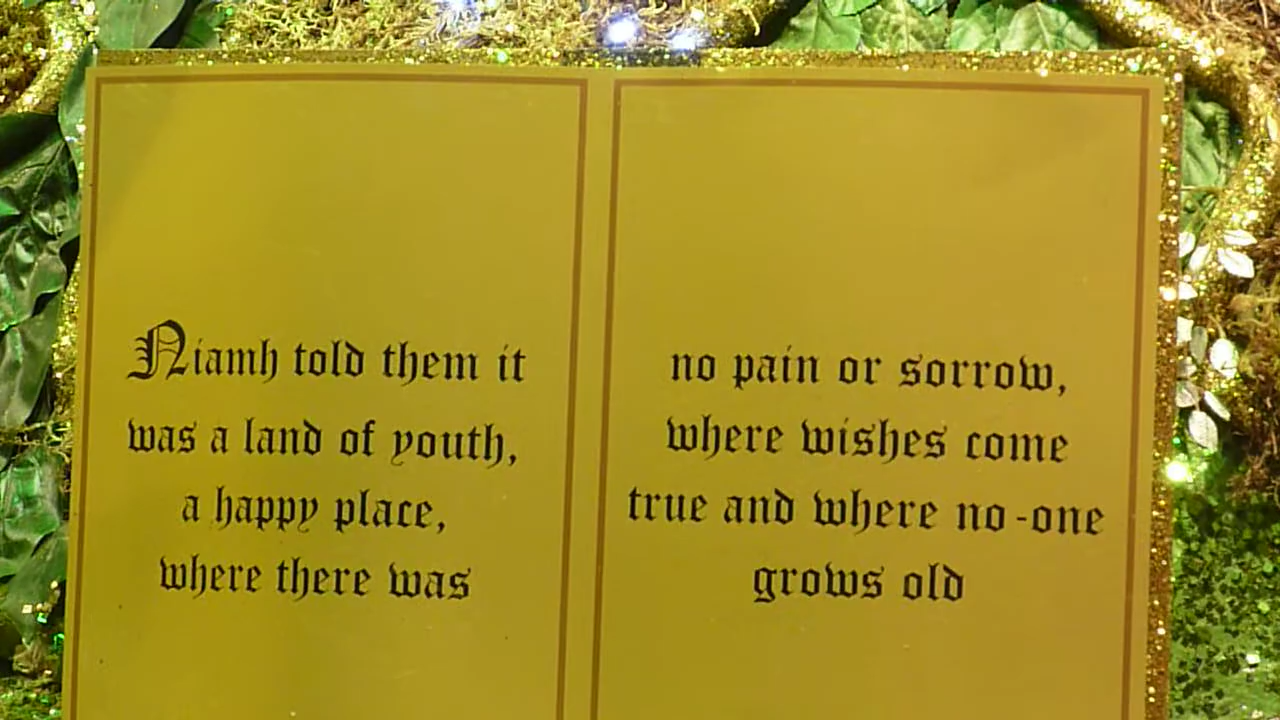 Niamh told them it
was a land of youth,
a happy place,
where there was
no pain or sorrow,
where wishes come
true and where no-one
grows old